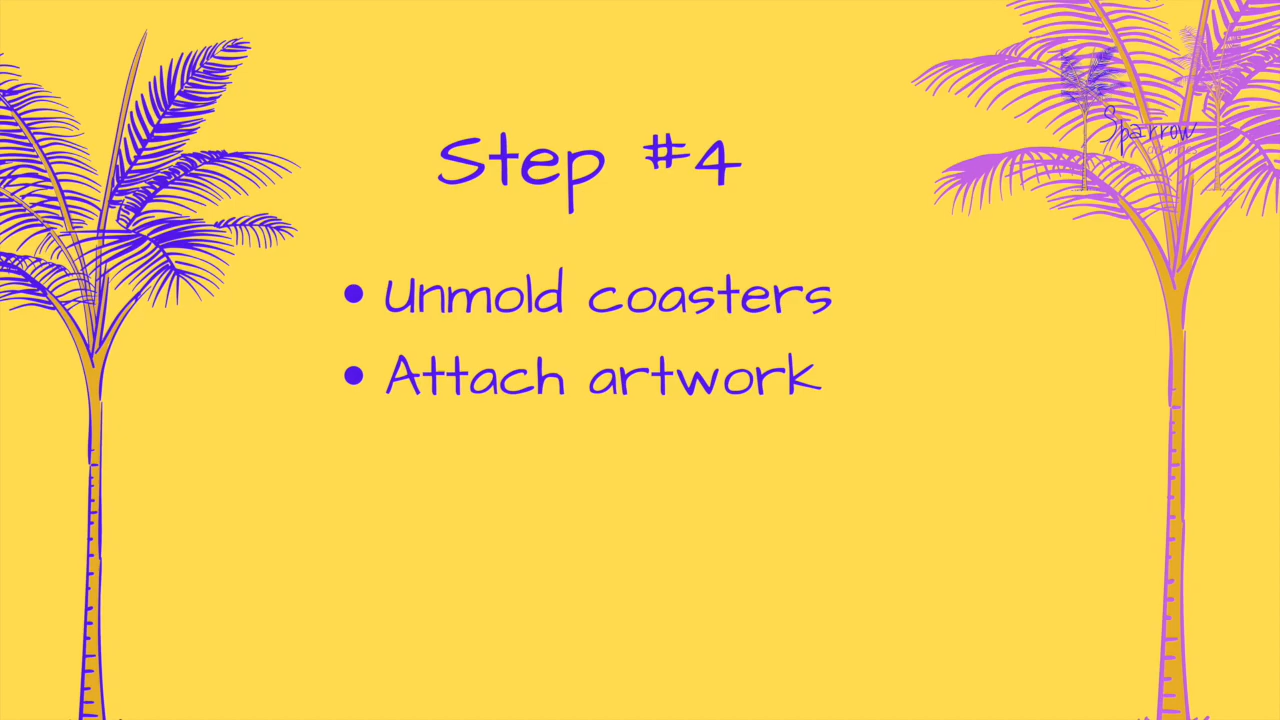 Step #4
• Unmold coasters
• Attach artwork
Sparrow